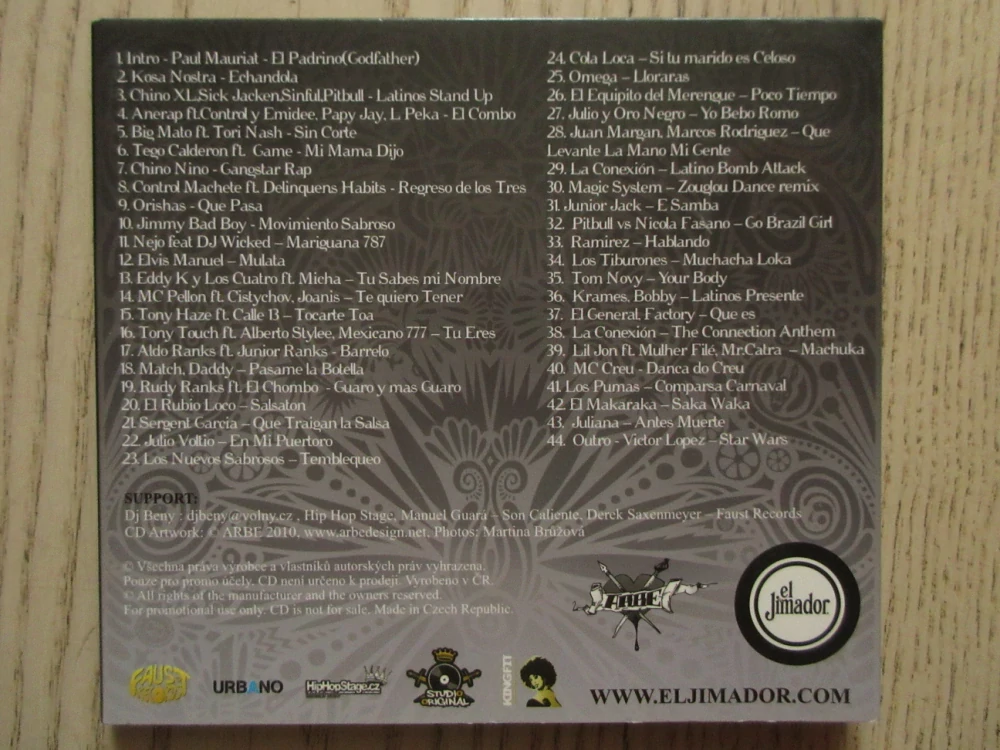 1. Intro - Paul Mauriat - El Padrino(Godfather)
2. Kosa Nostra - Echandola
3. Chino XL,Sick Jacken,Sinful,Pitbull - Latinos Stand Up
4. Anerap ft.Control y Emidee, Papy Jay, L Peka - El Combo
5. Big Mato ft. Tori Nash - Sin Corte
6. Tego Calderon ft. Game - Mi Mama Dijo
7. Chino Nino - Gangstar Rap
8. Control Machete ft. Delinquens Habits - Regreso de los Tres
9. Orishas - Que Pasa
10. Jimmy Bad Boy - Movimiento Sabroso
11. Nejo feat DJ Wicked – Mariguana 787
12. Elvis Manuel – Mulata
13. Eddy K y Los Cuatro ft. Micha – Tu Sabes mi Nombre
14. MC Pellon ft. Cistychov, Joanis – Te quiero Tener
15. Tony Haze ft. Calle 13 – Tocarte Toa
16. Tony Touch ft. Alberto Stylee, Mexicano 777 – Tu Eres
17. Aldo Ranks ft. Junior Ranks - Barrelo
18. Match, Daddy – Pasame la Botella
19. Rudy Ranks ft. El Chombo - Guaro y mas Guaro
20. El Rubio Loco – Salsaton
21. Sergent Garcia – Que Traigan la Salsa
22. Julio Voltio – En Mi Puertoro
23. Los Nuevos Sabrosos – Temblequeo
24. Cola Loca – Si tu marido es Celoso
25. Omega – Lloraras
26. El Equipito del Merengue – Poco Tiempo
27. Julio y Oro Negro – Yo Bebo Romo
28. Juan Margan, Marcos Rodriguez – Que
Levante La Mano Mi Gente
29. La Conexión – Latino Bomb Attack
30. Magic System – Zouglou Dance remix
31. Junior Jack – E Samba
32. Pitbull vs Nicola Fasano – Go Brazil Girl
33. Ramirez – Hablando
34. Los Tiburones – Muchacha Loka
35. Tom Novy – Your Body
36. Krames, Bobby – Latinos Presente
37. El General, Factory – Que es
38. La Conexión – The Connection Anthem
39. Lil Jon ft. Mulher Filé, Mr.Catra – Machuka
40. MC Creu - Danca do Creu
41. Los Pumas – Comparsa Carnaval
42. El Makaraka – Saka Waka
43. Juliana – Antes Muerte
44. Outro - Victor Lopez – Star Wars
SUPPORT:
Dj Beny : djbeny@volny.cz , Hip Hop Stage, Manuel Guara – Son Caliente, Derek Saxenmeyer – Faust Records
CD Artwork: © ARBE 2010, www.arbedesign.net, Photos: Martina Brůžová
© Všechna práva výrobce a vlastníků autorských práv vyhrazena.
Pouze pro promo účely. CD není určeno k prodeji. Vyrobeno v ČR.
© All rights of the manufacturer and the owners reserved.
For promotional use only. CD is not for sale. Made in Czech Republic.
ARBE
el
Jimador
FAUST
URBANO
HipHopStage.cz
STUDIO
ORIGINAL
KINGFIT
WWW.ELJIMADOR.COM